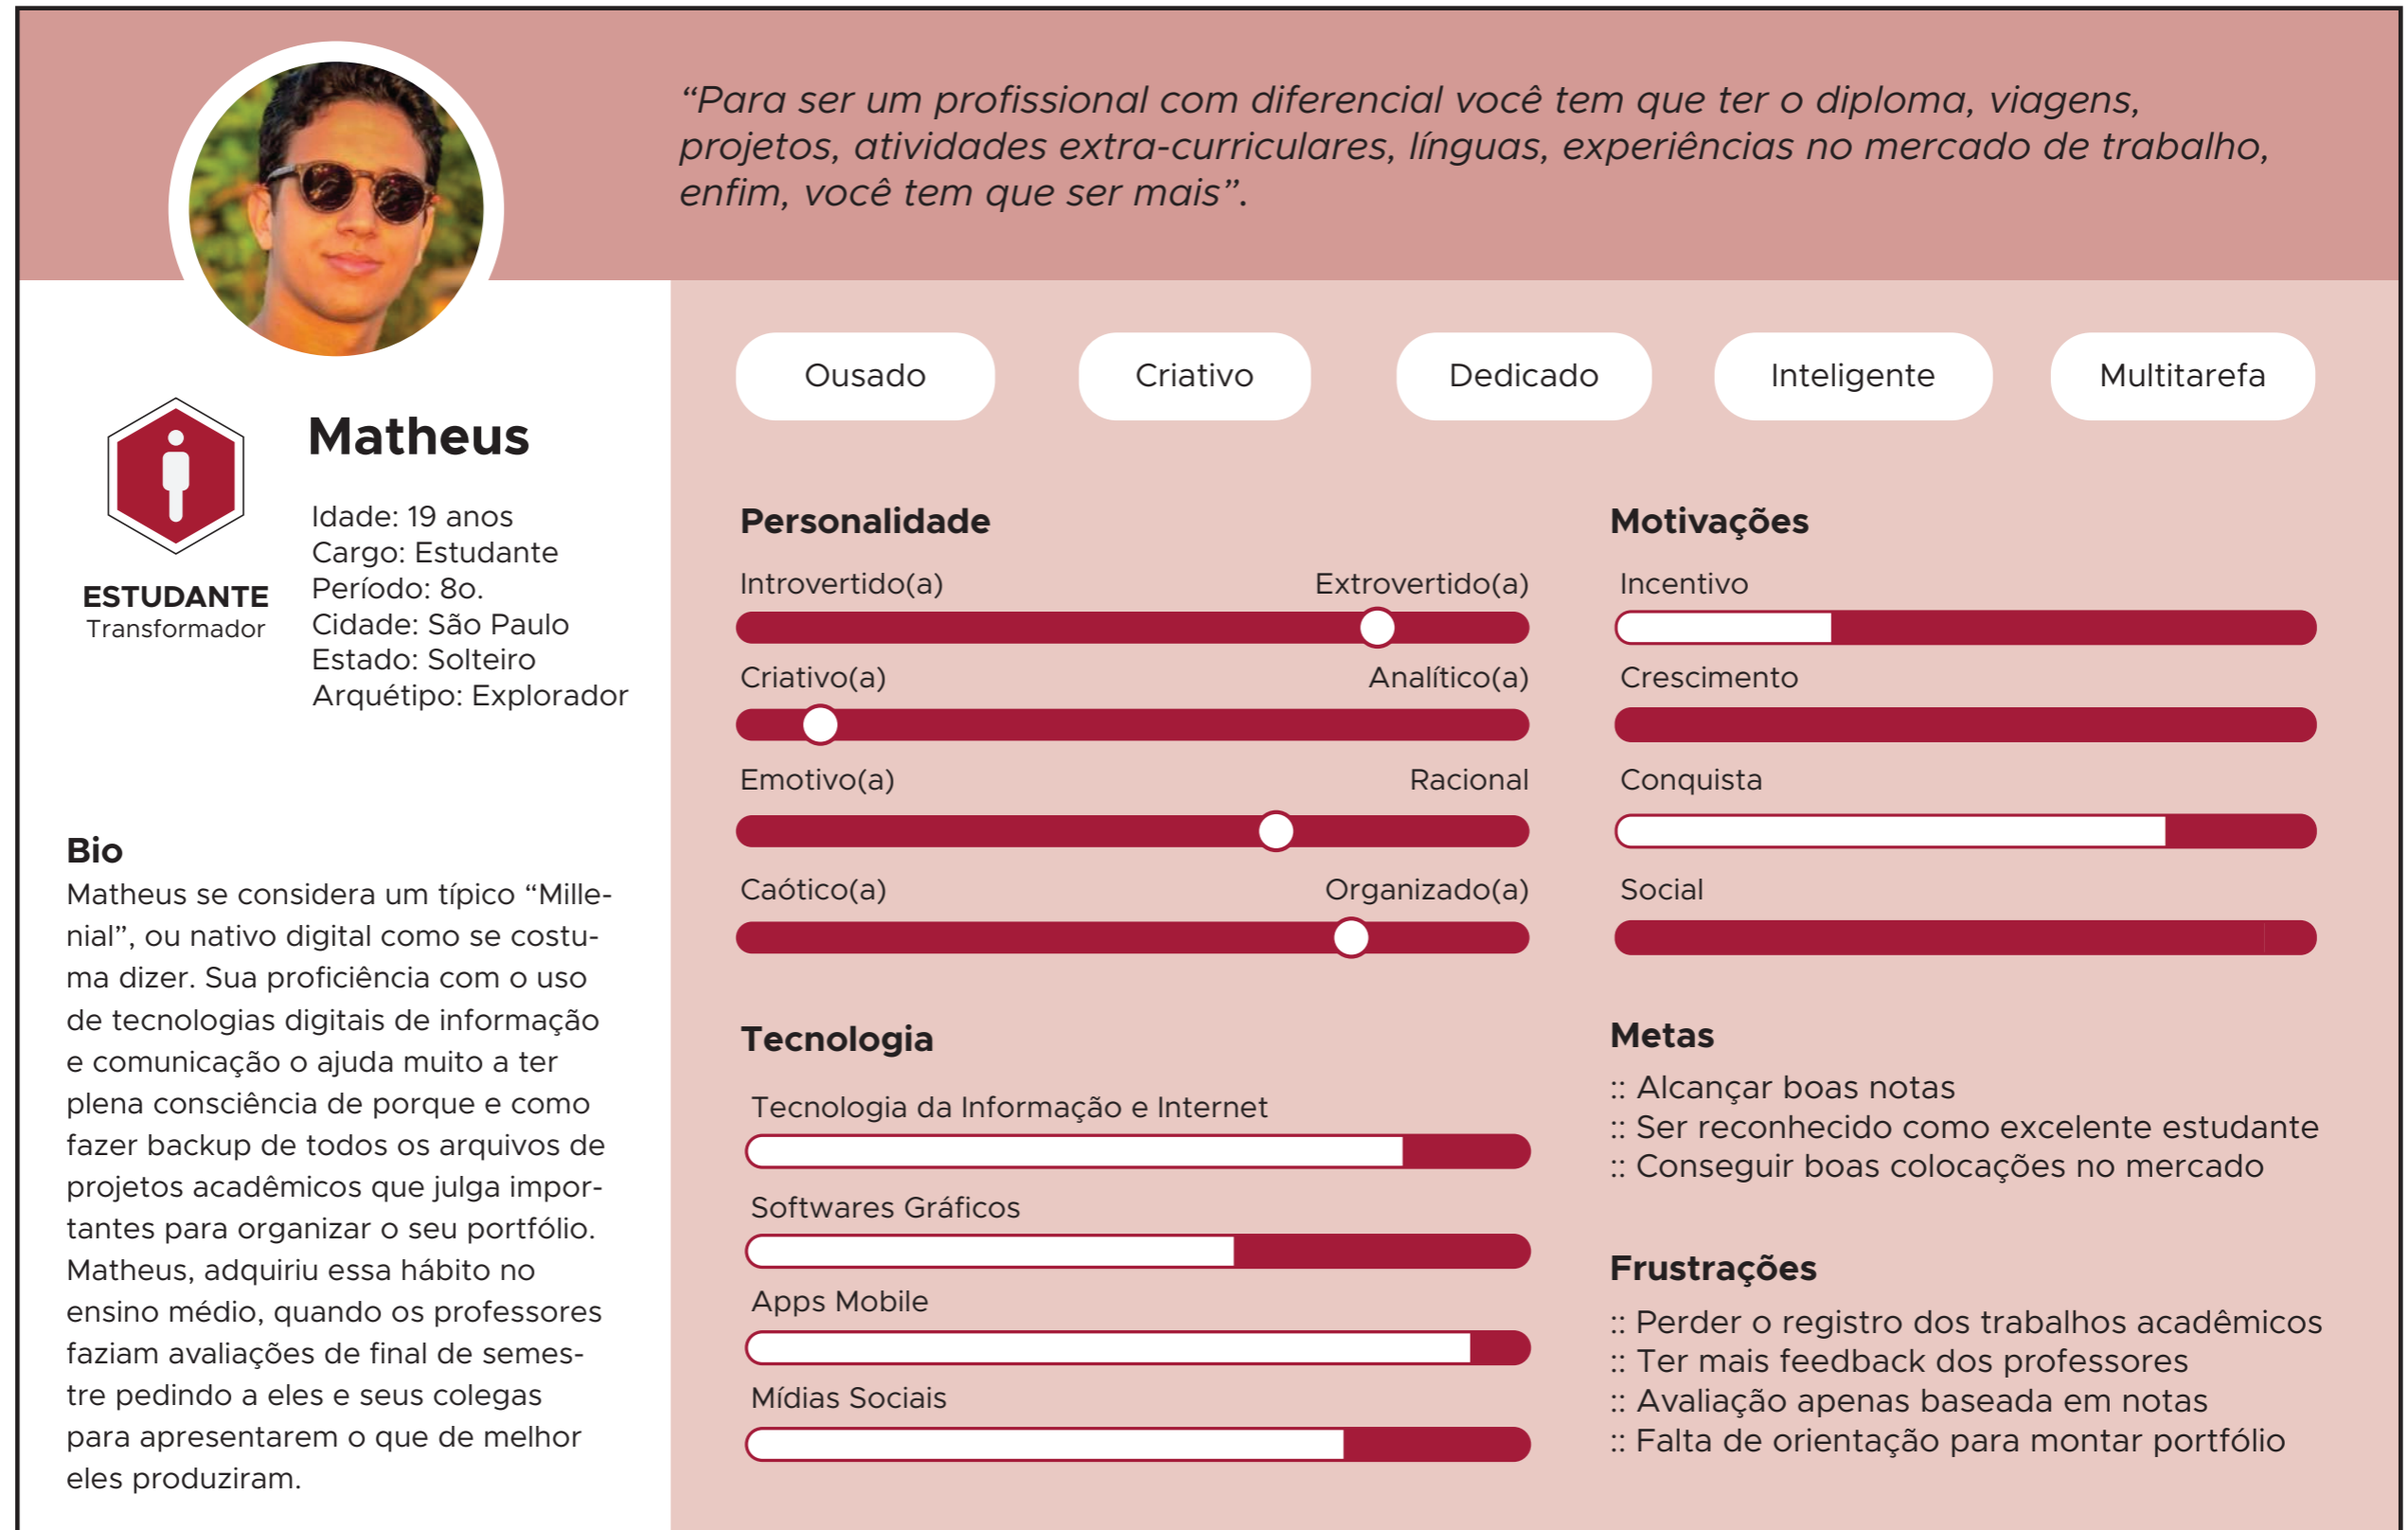 “Para ser um profissional com diferencial você tem que ter o diploma, viagens,
projetos, atividades extra-curriculares, línguas, experiências no mercado de trabalho,
enfim, você tem que ser mais”.
ESTUDANTE
Transformador
Matheus
Idade: 19 anos
Cargo: Estudante
Período: 8o.
Cidade: São Paulo
Estado: Solteiro
Arquétipo: Explorador
Bio
Matheus se considera um típico “Mille-
nial”, ou nativo digital como se costu-
ma dizer. Sua proficiência com o uso
de tecnologias digitais de informação
e comunicação o ajuda muito a ter
plena consciência de porque e como
fazer backup de todos os arquivos de
projetos acadêmicos que julga impor-
tantes para organizar o seu portfólio.
Matheus, adquiriu essa hábito no
ensino médio, quando os professores
faziam avaliações de final de semes-
tre pedindo a eles e seus colegas
para apresentarem o que de melhor
eles produziram.
Ousado
Criativo
Dedicado
Inteligente
Multitarefa
Personalidade
Introvertido(a) Extrovertido(a)
Criativo(a) Analítico(a)
Emotivo(a) Racional
Caótico(a) Organizado(a)
Motivações
Incentivo
Crescimento
Conquista
Social
Tecnologia
Tecnologia da Informação e Internet
Softwares Gráficos
Apps Mobile
Mídias Sociais
Metas
:: Alcançar boas notas
:: Ser reconhecido como excelente estudante
:: Conseguir boas colocações no mercado
Frustrações
:: Perder o registro dos trabalhos acadêmicos
:: Ter mais feedback dos professores
:: Avaliação apenas baseada em notas
:: Falta de orientação para montar portfólio